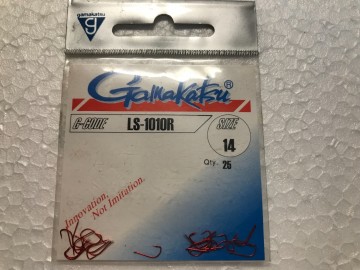 gamakatsu
g
Gamakatsu®
G-CODE LS-1010R SIZE
14
Qty. 25
Innovation,
Not Imitation.